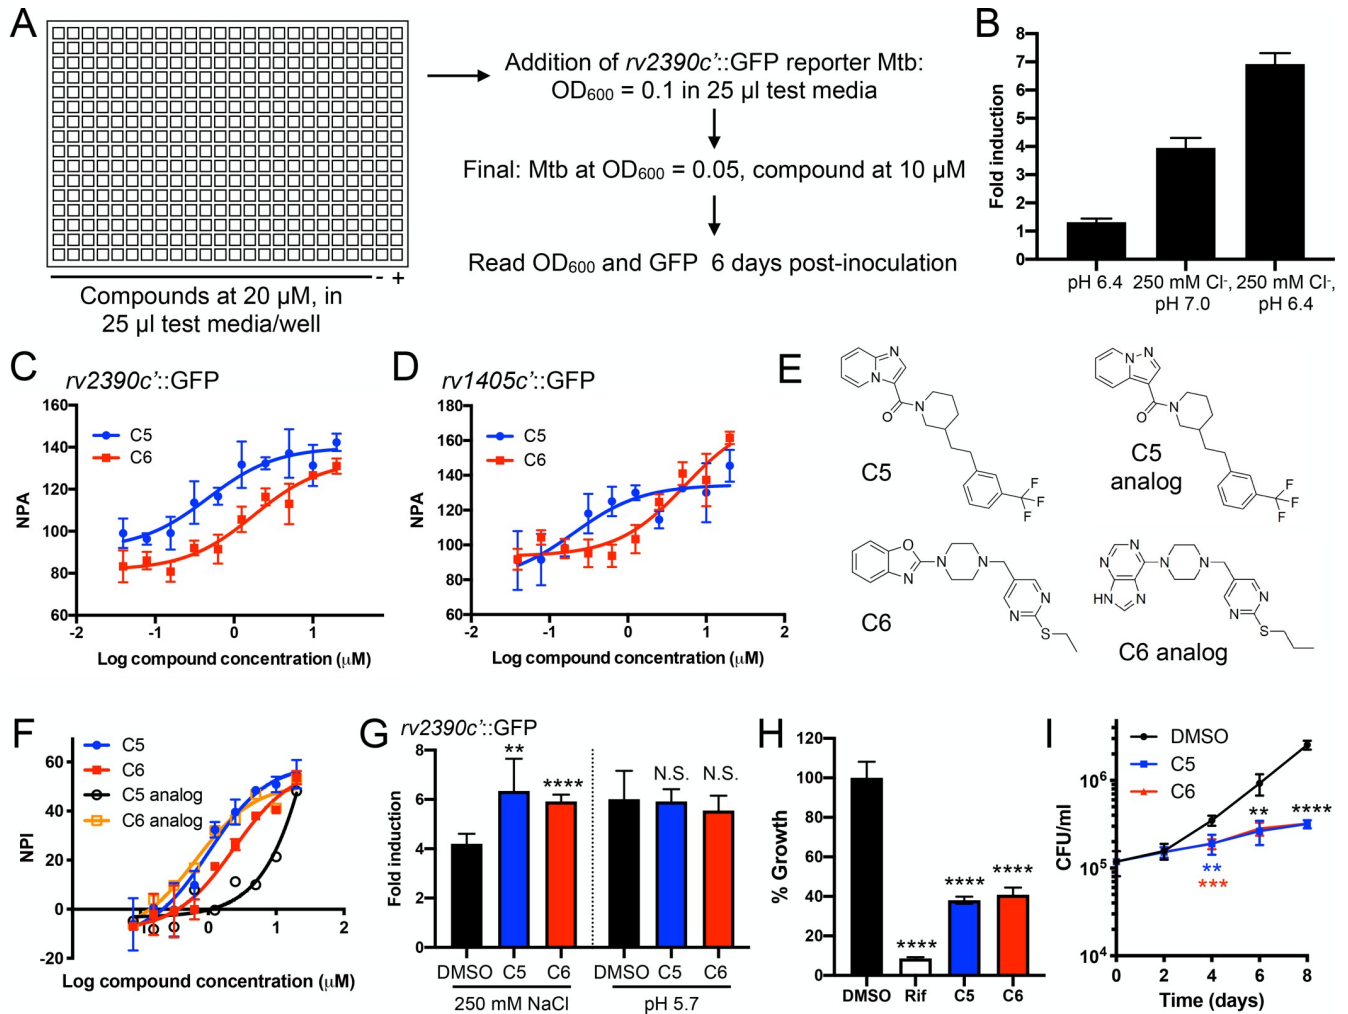 A
- +
Compounds at 20 µM, in
25 µl test media/well
Addition of rv2390c'::GFP reporter Mtb:
OD600 = 0.1 in 25 µl test media
Final: Mtb at OD600 = 0.05, compound at 10 µM
Read OD600 and GFP 6 days post-inoculation
B
Fold induction
8
7
6
5
4
3
2
1
0
pH 6.4
250 mM Cl-,
pH 7.0
250 mM Cl-,
pH 6.4
C
rv2390c'::GFP
NPA
160
140
120
100
80
60
C5
C6
-2 -1 0 1
Log compound concentration (µM)
D
rv1405c'::GFP
NPA
180
160
140
120
100
80
60
C5
C6
-2 -1 0 1 2
Log compound concentration (µM)
E
N
N
O
N
F
F
F
C5
N
N
O
N
F
F
F
C5
analog
O
N
N
N
N
N
S
C6
N
N
HN
N
N
N
N
N
S
C6 analog
F
NPI
60
40
20
0
-20
C5
C6
C5 analog
C6 analog
-1 0 1 2
Log compound concentration (µM)
G
rv2390c'::GFP
Fold induction
8
6
4
2
0
**
****
N.S.
N.S.
DMSO C5 C6 DMSO C5 C6
250 mM NaCl pH 5.7
H
% Growth
120
100
80
60
40
20
0
****
****
****
DMSO Rif C5 C6
I
CFU/ml
10^6
10^5
10^4
DMSO
C5
C6
**
***
**
****
0 2 4 6 8
Time (days)